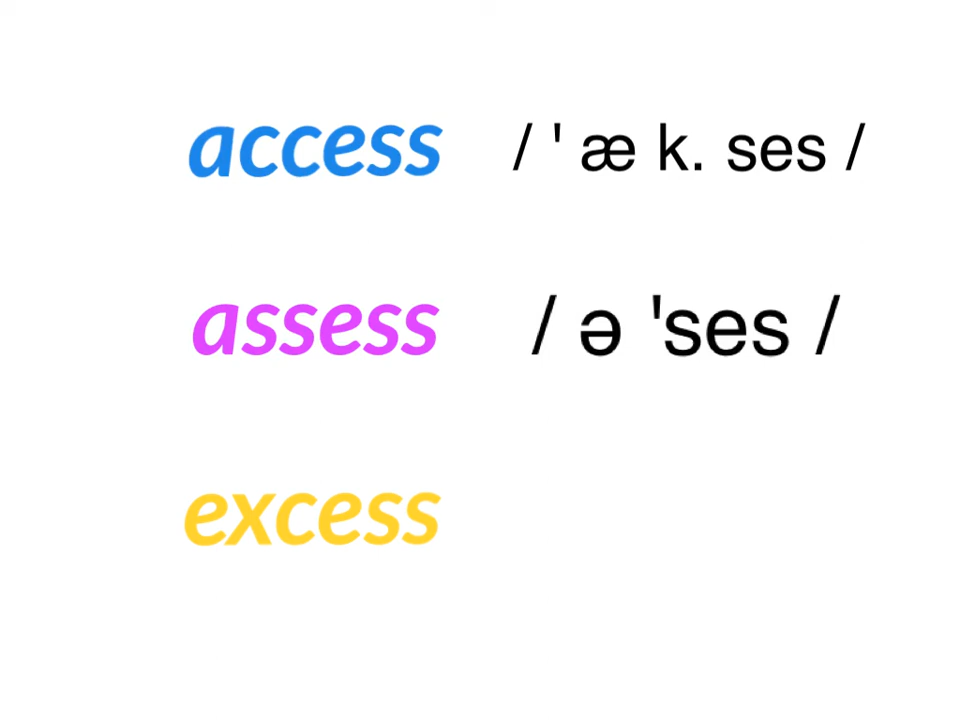 access / ' æ k. ses /
assess / ə 'ses /
excess